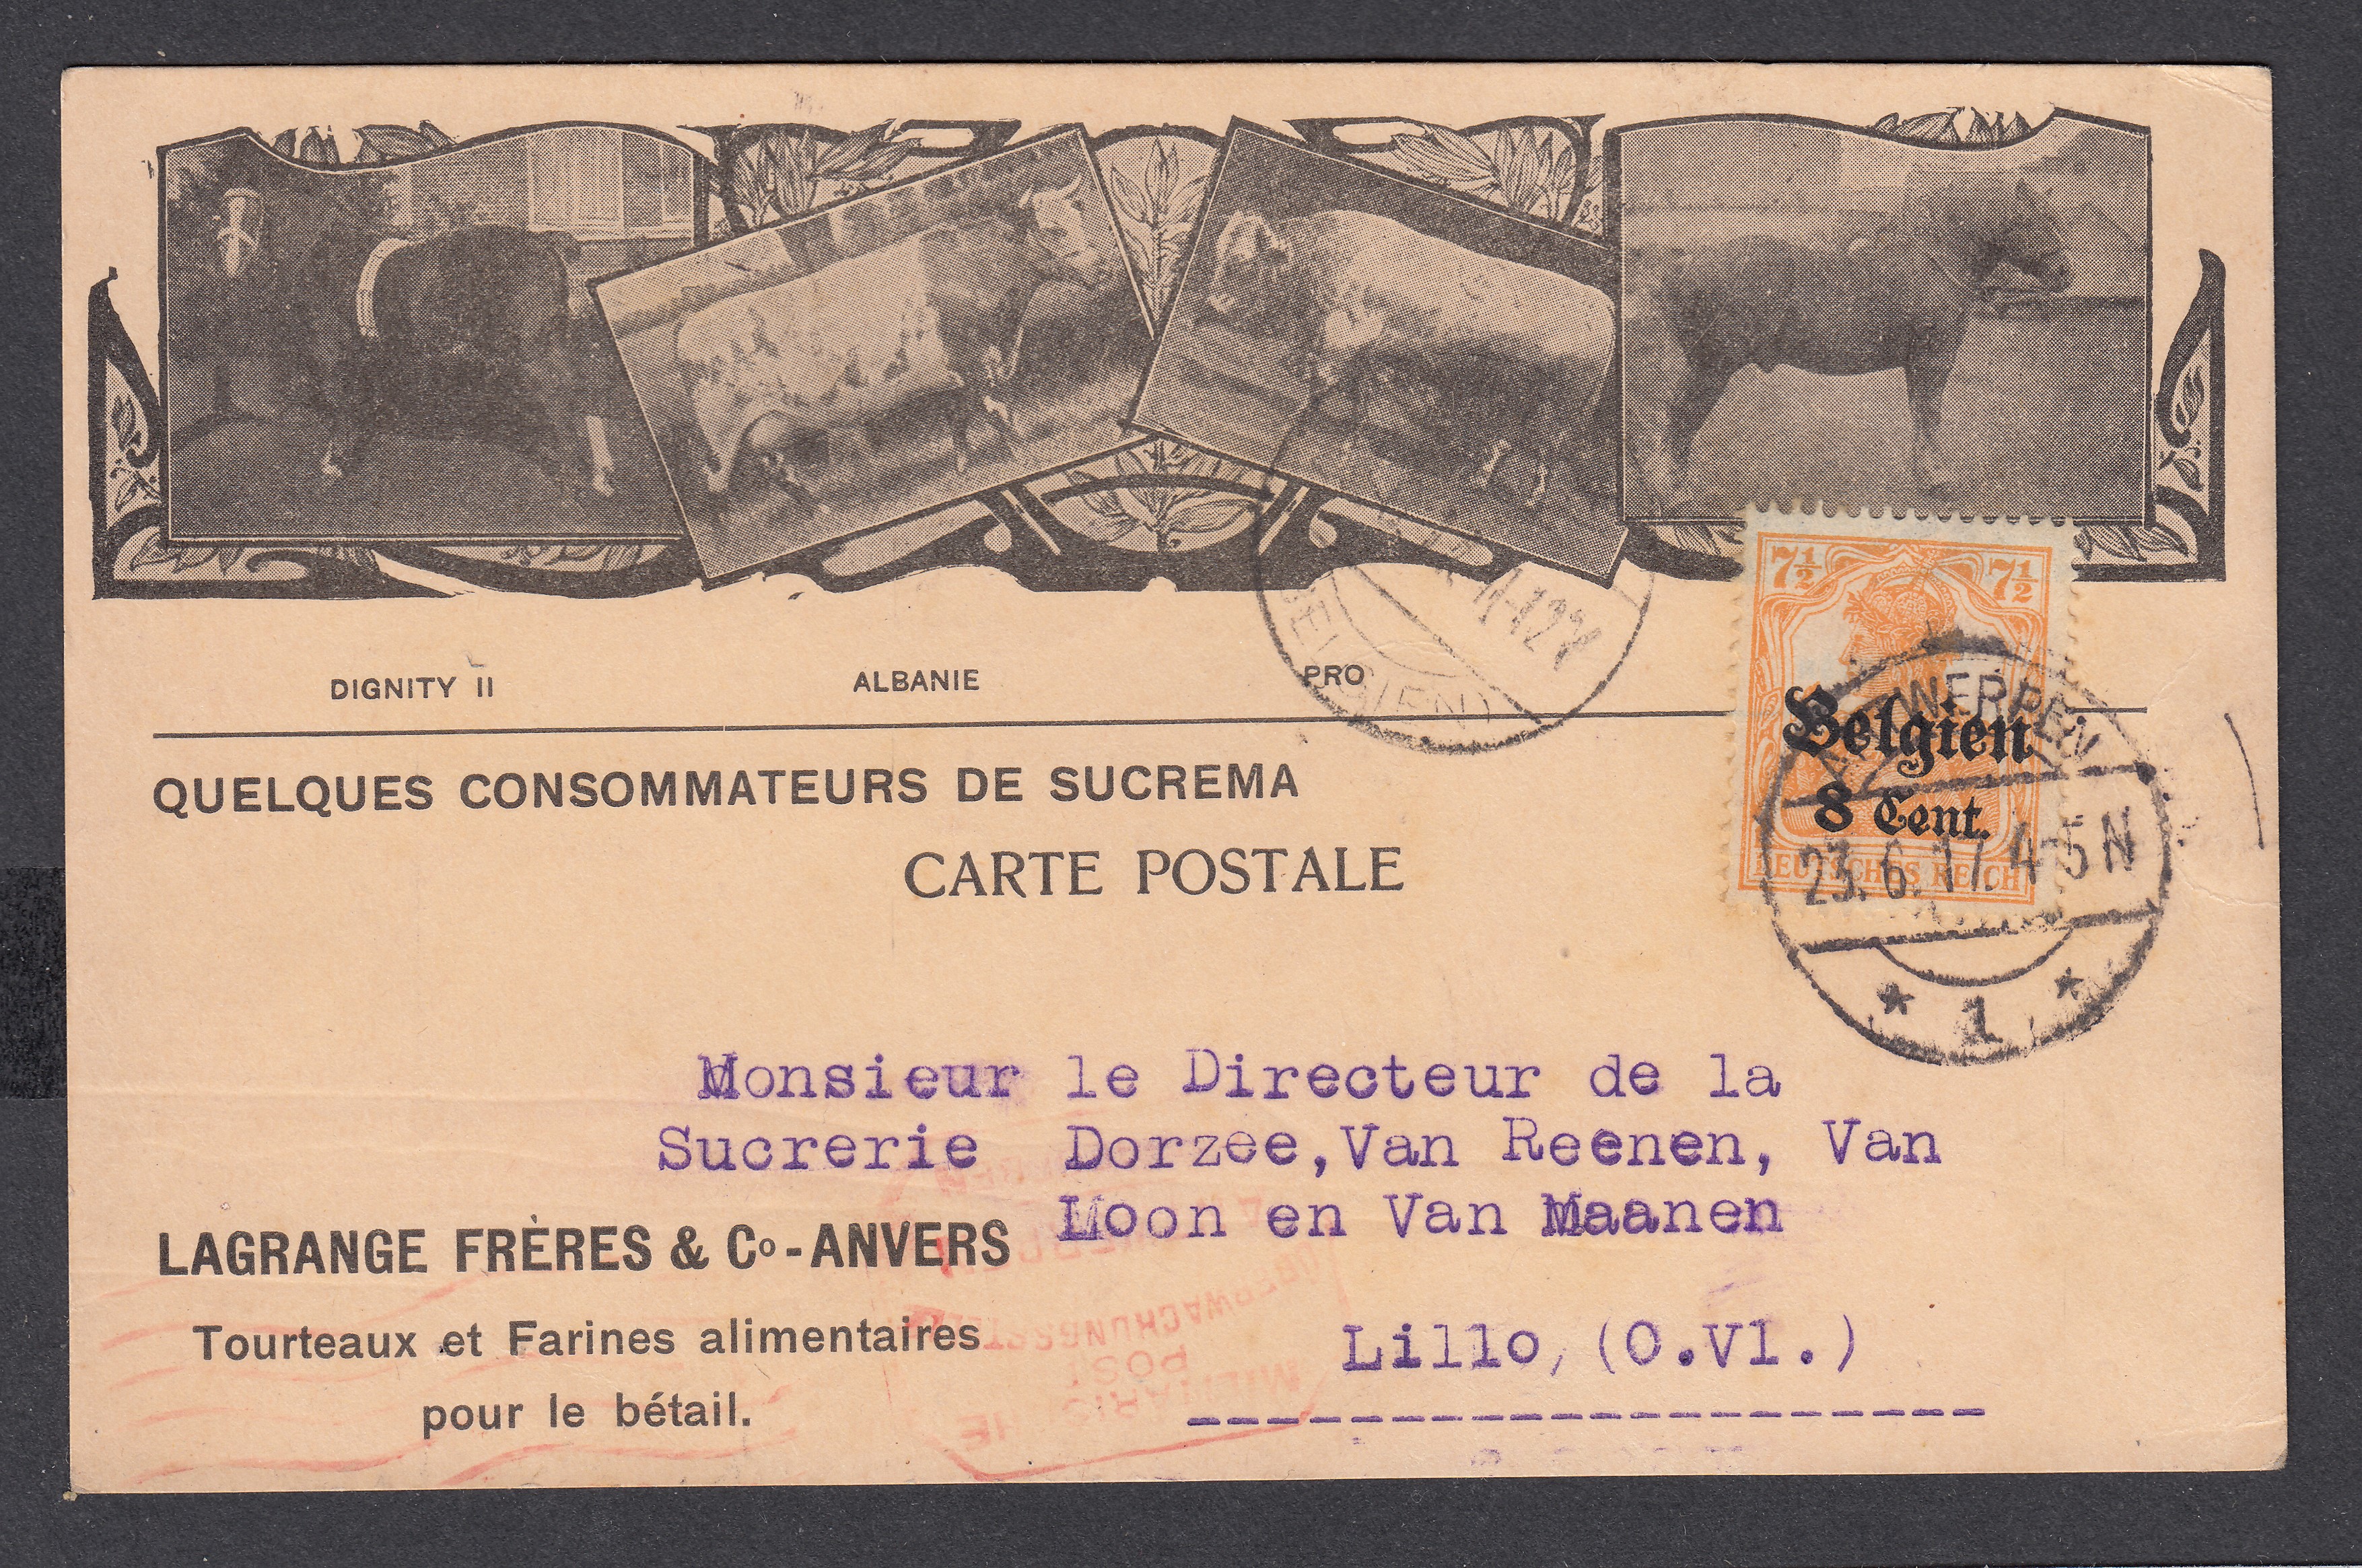 DIGNITY II
ALBANIE
PRO
QUELQUES CONSOMMATEURS DE SUCREMA
CARTE POSTALE
7½ 7½
Belgien
8 Cent.
DEUTSCHES REICH
ANTWERPEN
23.6.17.4-5N
* 1 *
Monsieur le Directeur de la
Sucrerie Dorzee,Van Reenen, Van
Loon en Van Maanen
LAGRANGE FRÈRES & Co - ANVERS
Tourteaux et Farines alimentaires
pour le bétail.
Lillo, (O.Vl.)